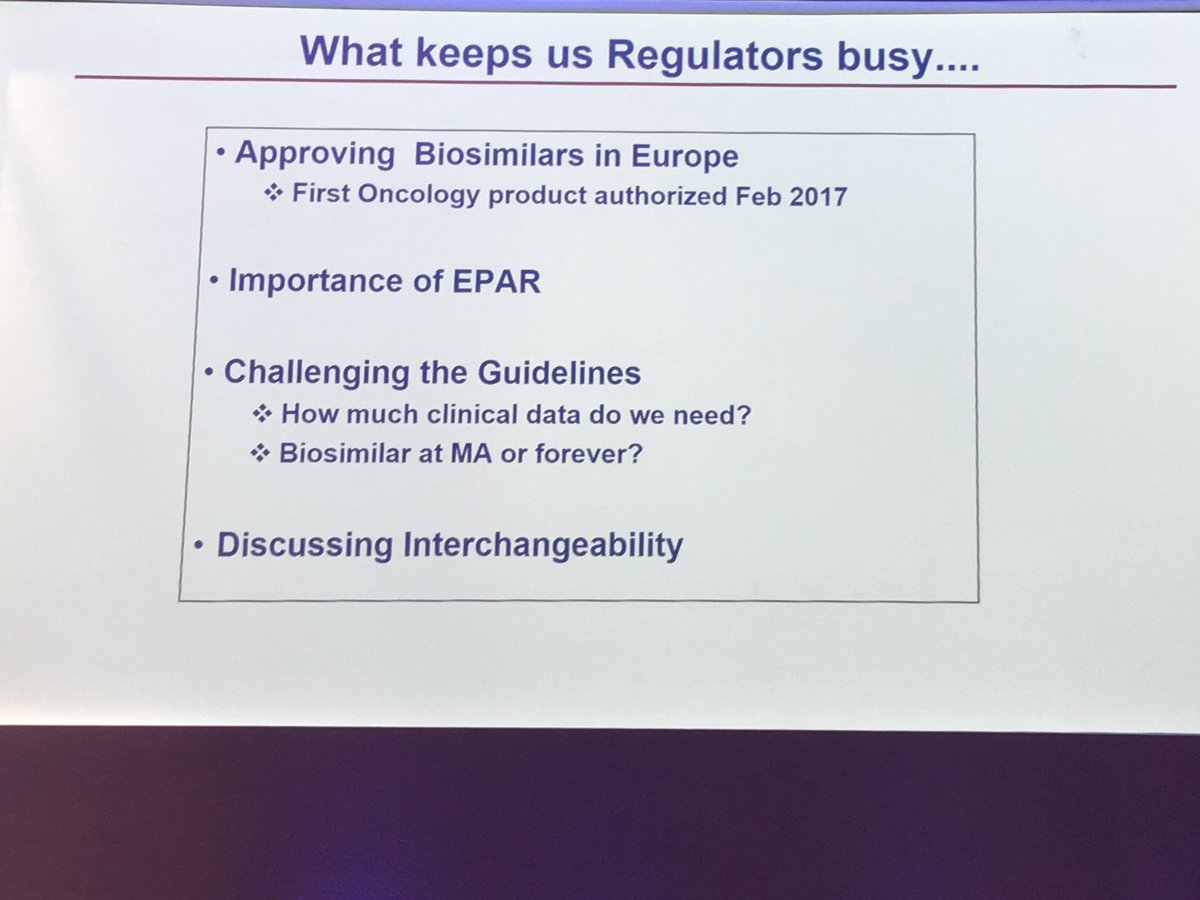 What keeps us Regulators busy....
• Approving Biosimilars in Europe
❖ First Oncology product authorized Feb 2017
• Importance of EPAR
• Challenging the Guidelines
❖ How much clinical data do we need?
❖ Biosimilar at MA or forever?
• Discussing Interchangeability